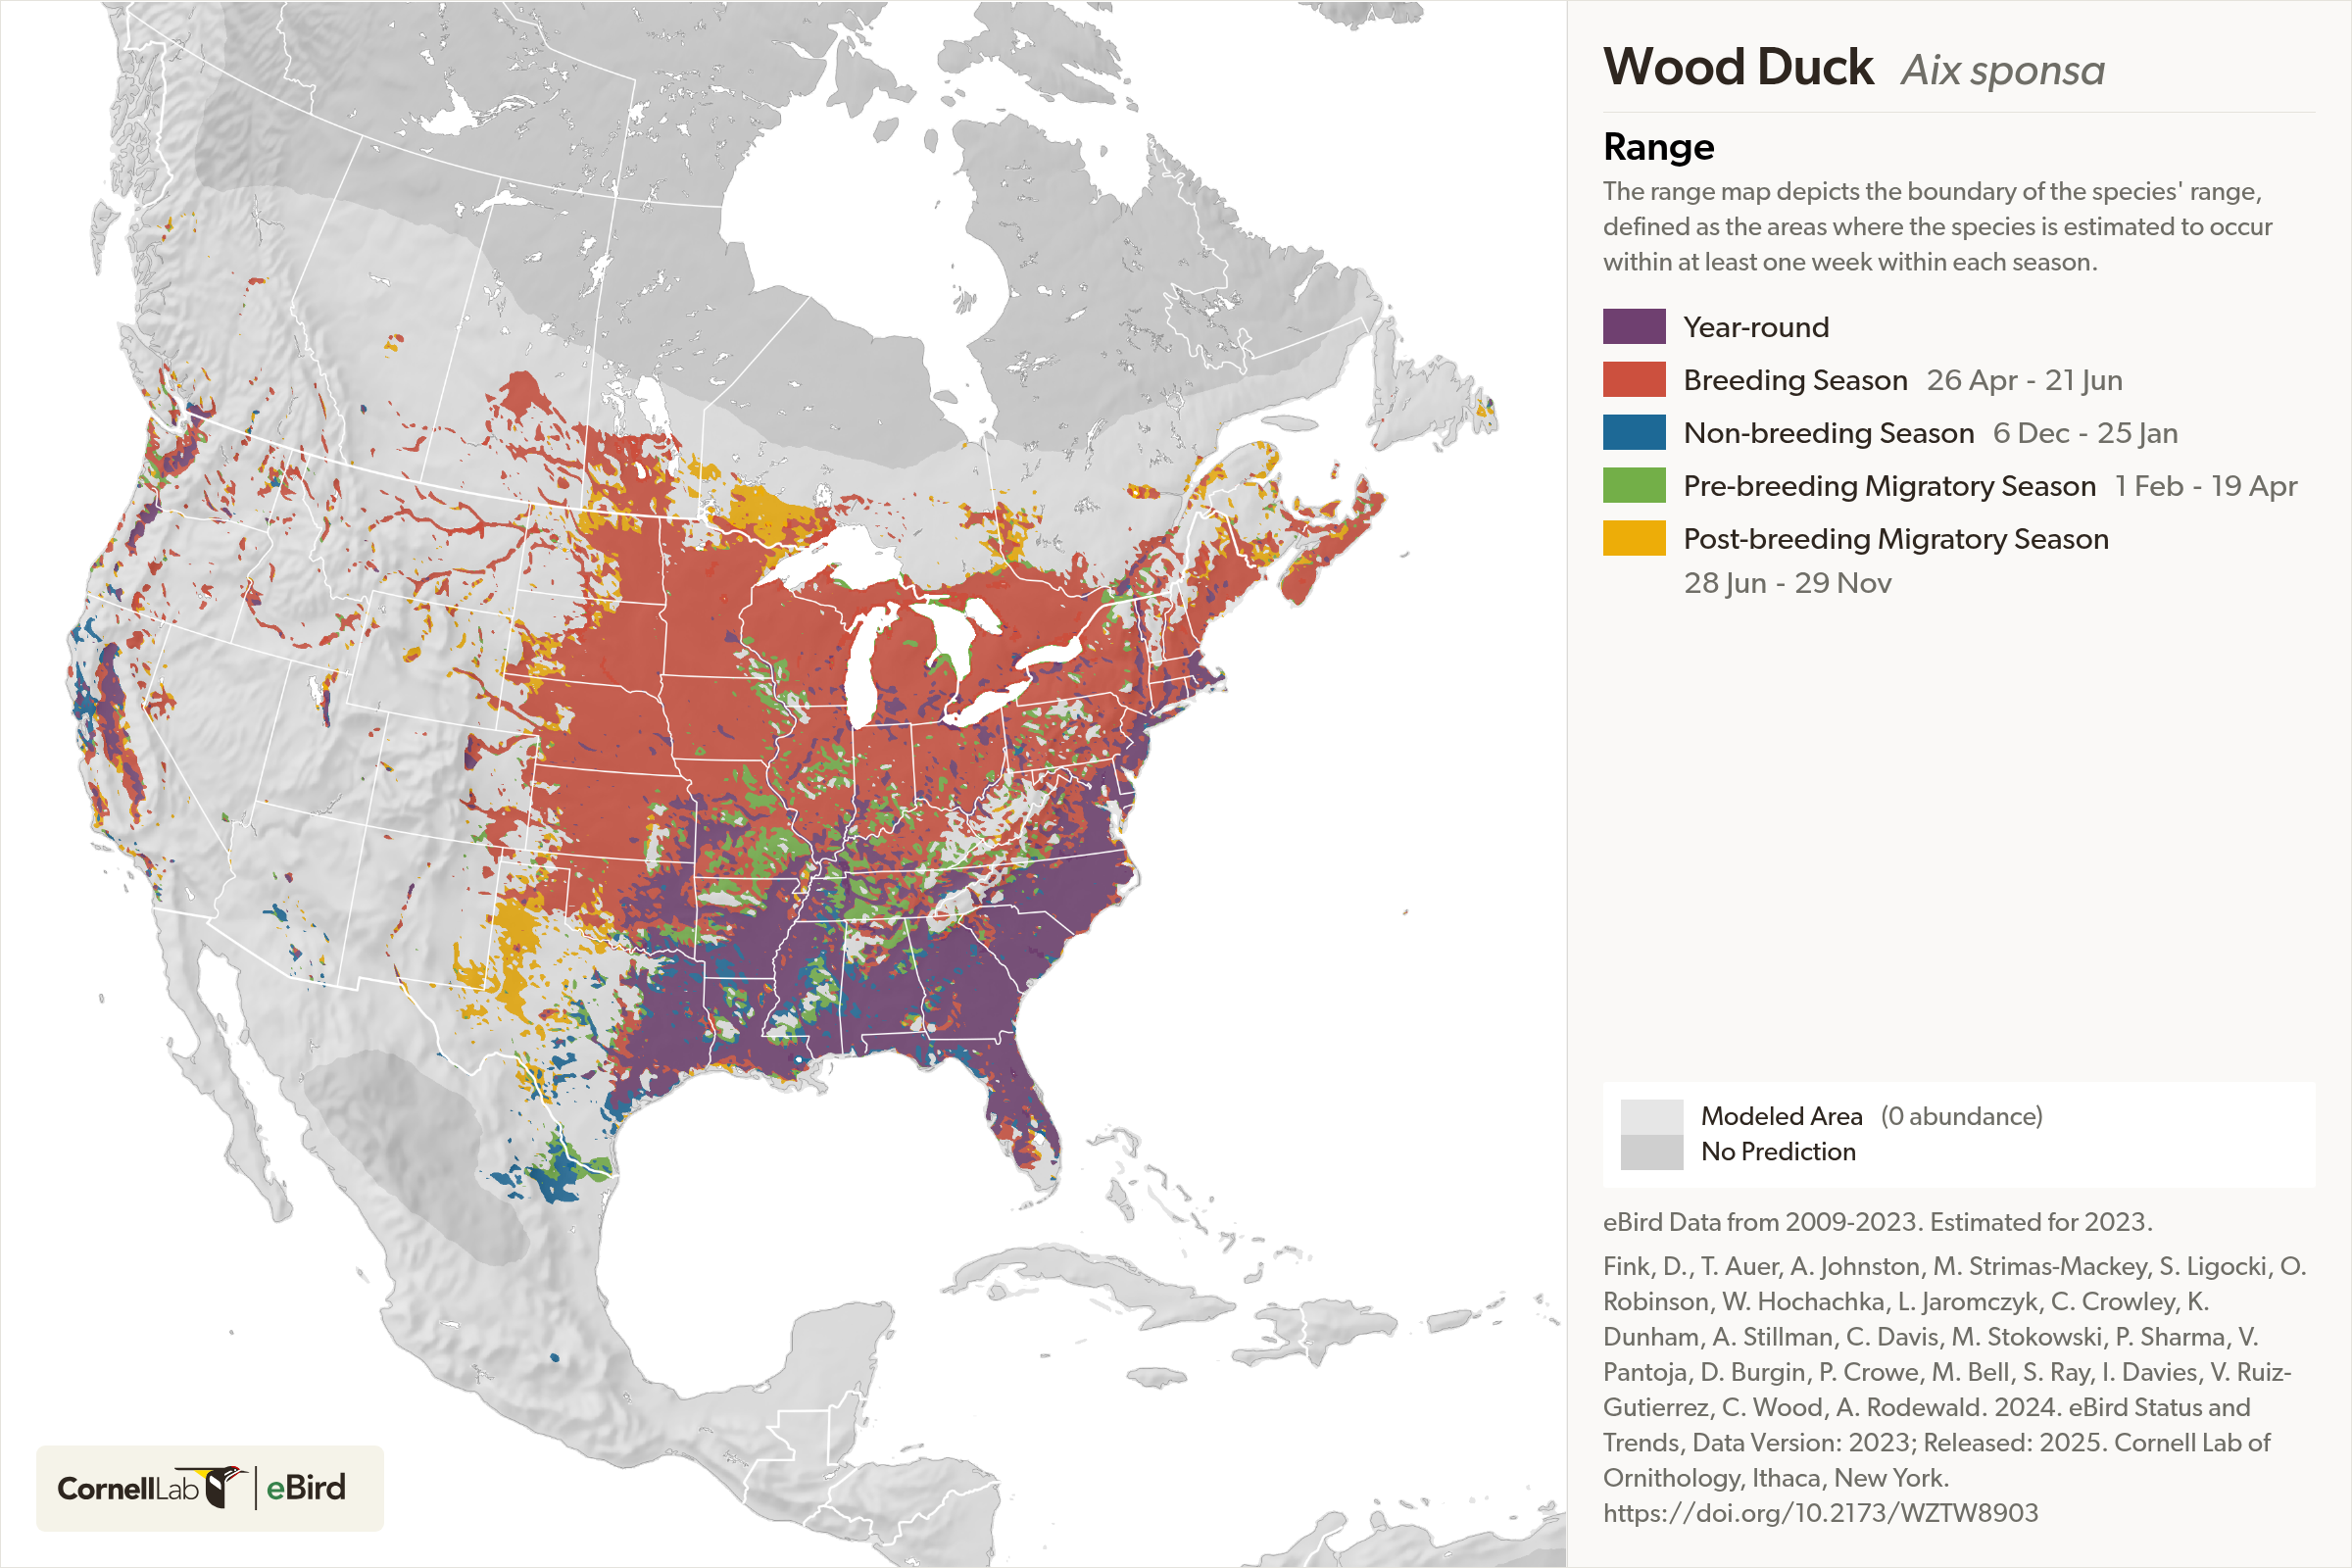 Wood Duck Aix sponsa
Range
The range map depicts the boundary of the species' range,
defined as the areas where the species is estimated to occur
within at least one week within each season.
Year-round
Breeding Season 26 Apr - 21 Jun
Non-breeding Season 6 Dec - 25 Jan
Pre-breeding Migratory Season 1 Feb - 19 Apr
Post-breeding Migratory Season
28 Jun - 29 Nov
Modeled Area (0 abundance)
No Prediction
eBird Data from 2009-2023. Estimated for 2023.
Fink, D., T. Auer, A. Johnston, M. Strimas-Mackey, S. Ligocki, O.
Robinson, W. Hochachka, L. Jaromczyk, C. Crowley, K.
Dunham, A. Stillman, C. Davis, M. Stokowski, P. Sharma, V.
Pantoja, D. Burgin, P. Crowe, M. Bell, S. Ray, I. Davies, V. Ruiz-
Gutierrez, C. Wood, A. Rodewald. 2024. eBird Status and
Trends, Data Version: 2023; Released: 2025. Cornell Lab of
Ornithology, Ithaca, New York.
https://doi.org/10.2173/WZTW8903
CornellLab eBird